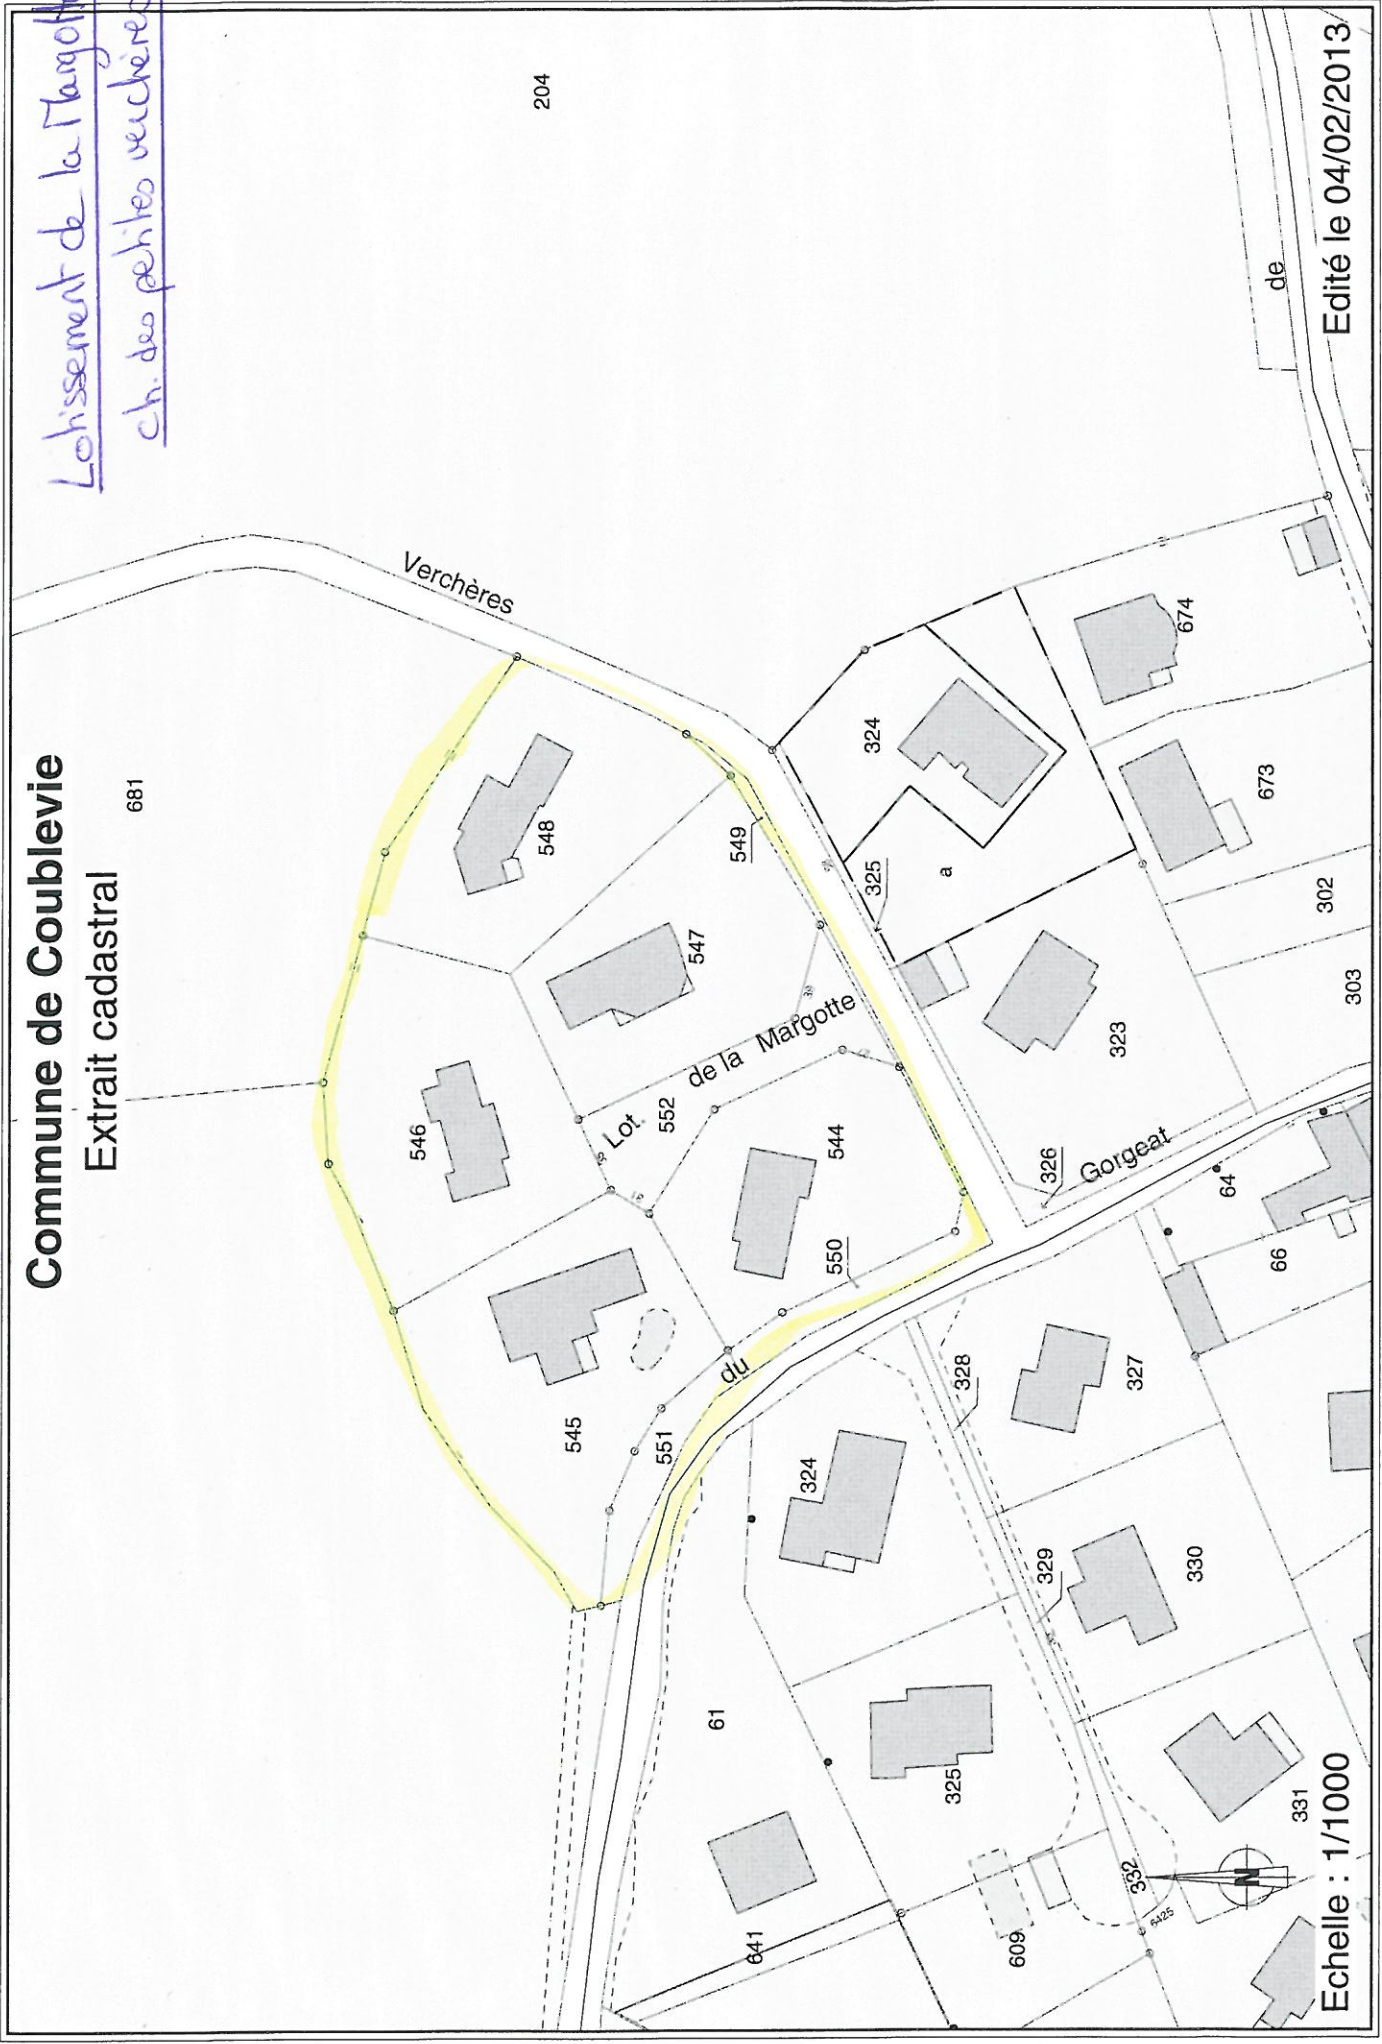 Commune de Coublevie
Extrait cadastral
Lotissement de la Margotte
ch. des petites verchères
681
204
Verchères
548
549
547
546
545
544
Lot.
552
de la Margotte
550
551
du
324
325
a
674
673
302
303
323
326
Gorgeat
64
66
328
327
324
329
330
61
325
641
609
332
6425
331
N
de
Echelle : 1/1000
Edité le 04/02/2013